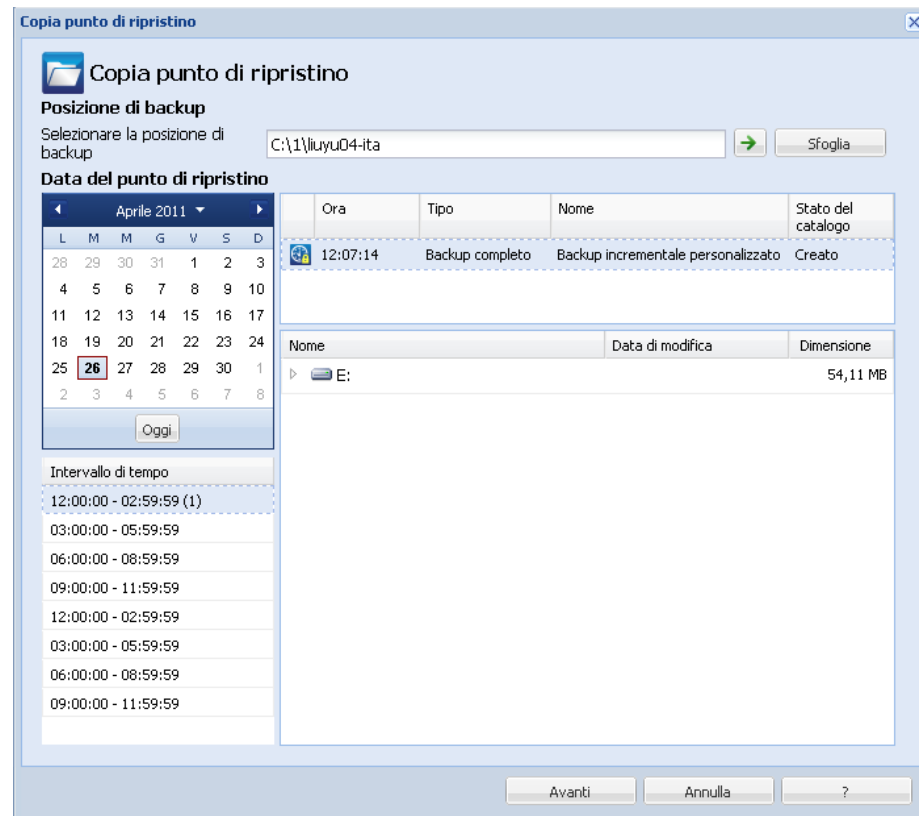 Copia punto di ripristino
Copia punto di ripristino
Posizione di backup
Selezionare la posizione di
backup
C:\1\liuyu04-ita
Sfoglia
Data del punto di ripristino
Aprile 2011
L M M G V S D
28 29 30 31 1 2 3
4 5 6 7 8 9 10
11 12 13 14 15 16 17
18 19 20 21 22 23 24
25 26 27 28 29 30 1
2 3 4 5 6 7 8
Oggi
Intervallo di tempo
12:00:00 - 02:59:59 (1)
03:00:00 - 05:59:59
06:00:00 - 08:59:59
09:00:00 - 11:59:59
12:00:00 - 02:59:59
03:00:00 - 05:59:59
06:00:00 - 08:59:59
09:00:00 - 11:59:59
Ora Tipo Nome Stato del
catalogo
12:07:14 Backup completo Backup incrementale personalizzato Creato
Nome Data di modifica Dimensione
E: 54,11 MB
Avanti Annulla ?